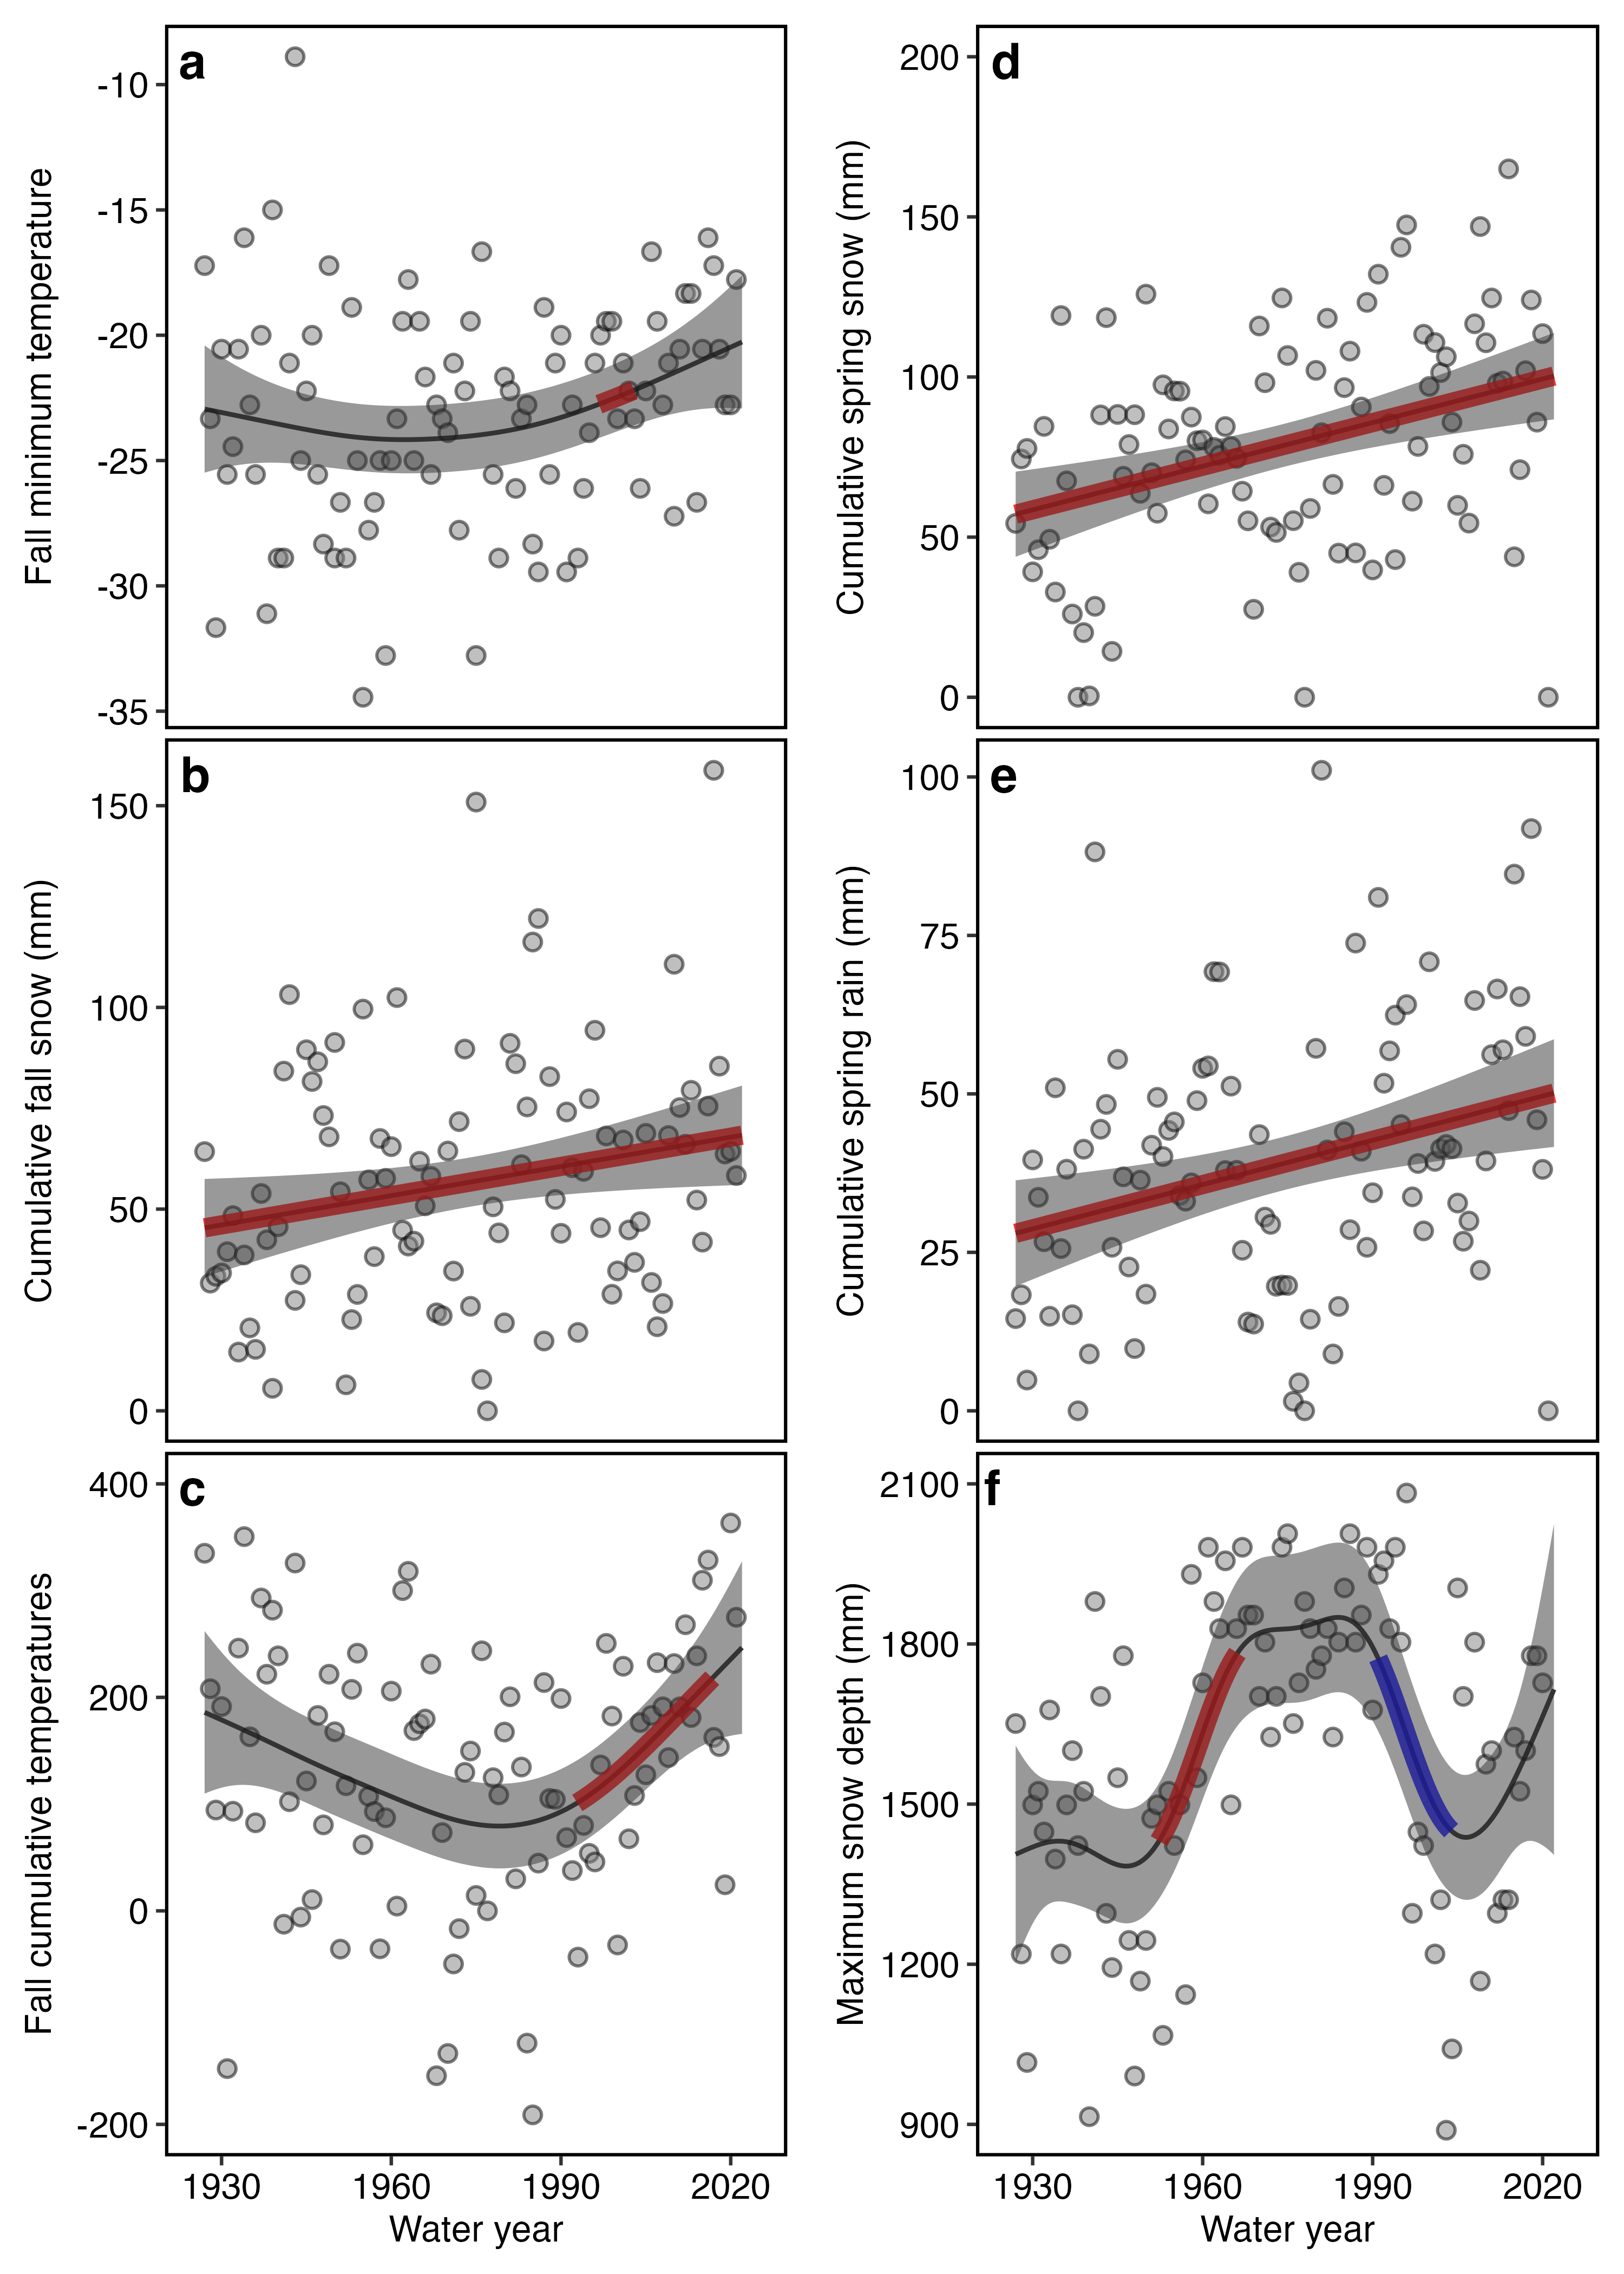 a
Fall minimum temperature
-10
-15
-20
-25
-30
-35
b
Cumulative fall snow (mm)
150
100
50
0
c
Fall cumulative temperatures
400
200
0
-200
1930 1960 1990 2020
Water year
d
Cumulative spring snow (mm)
200
150
100
50
0
e
Cumulative spring rain (mm)
100
75
50
25
0
f
Maximum snow depth (mm)
2100
1800
1500
1200
900
1930 1960 1990 2020
Water year